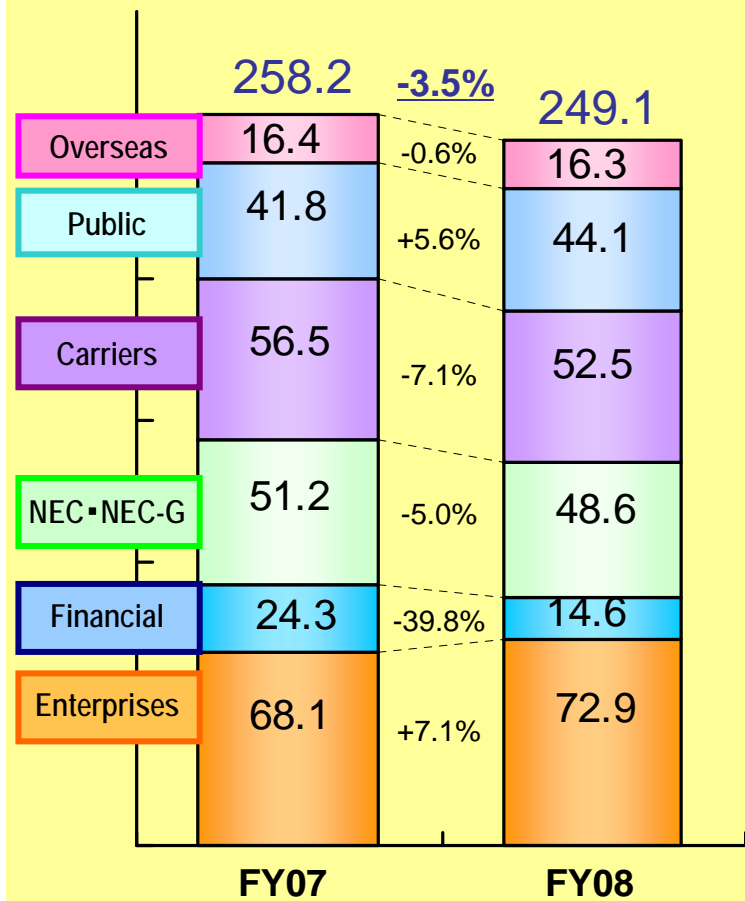 258.2 -3.5% 249.1
Overseas 16.4 -0.6% 16.3
Public 41.8 +5.6% 44.1
Carriers 56.5 -7.1% 52.5
NEC▪NEC-G 51.2 -5.0% 48.6
Financial 24.3 -39.8% 14.6
Enterprises 68.1 +7.1% 72.9
FY07 FY08